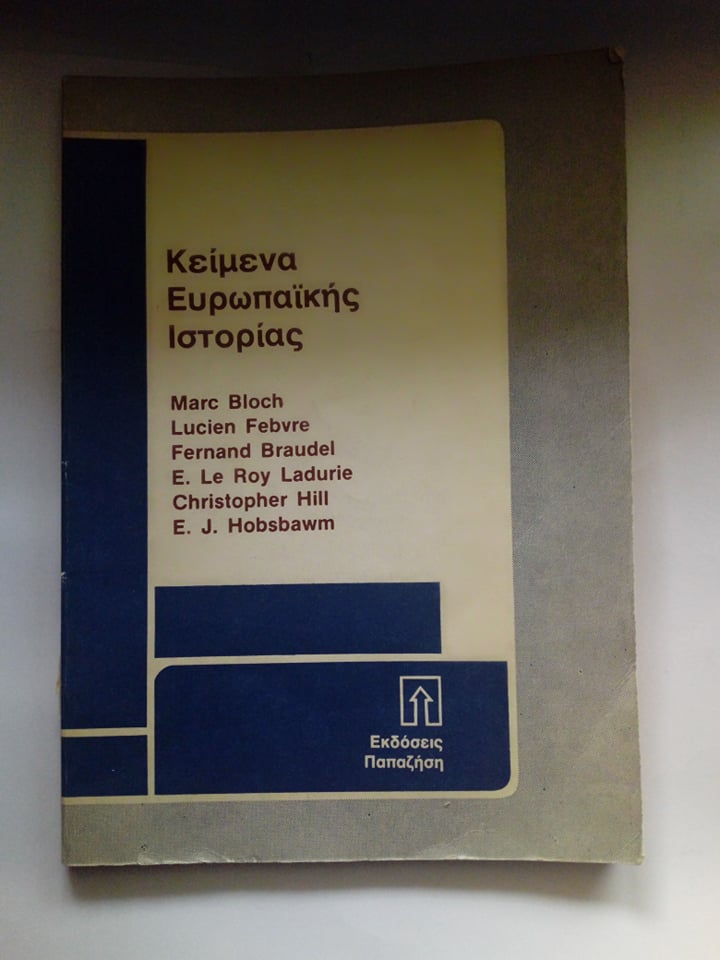 Κείμενα
Ευρωπαϊκής
Ιστορίας
Marc Bloch
Lucien Febvre
Fernand Braudel
E. Le Roy Ladurie
Christopher Hill
E. J. Hobsbawm
Εκδόσεις
Παπαζήση